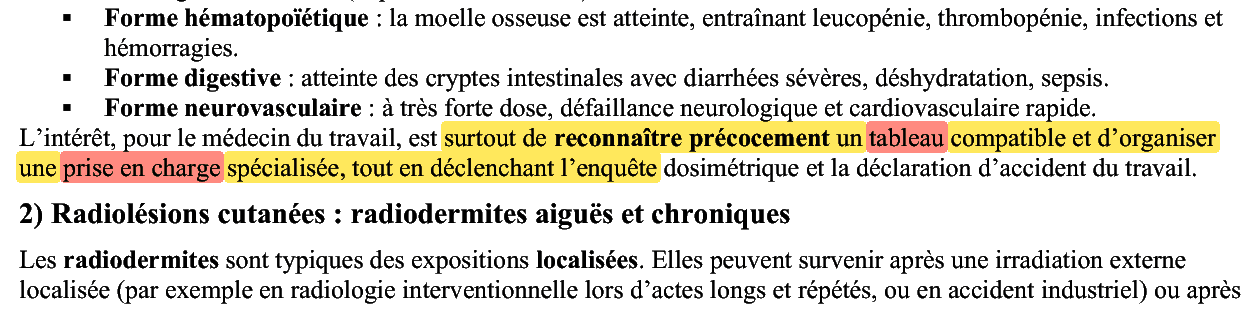 ▪ Forme hématopoïétique : la moelle osseuse est atteinte, entraînant leucopénie, thrombopénie, infections et
hémorragies.
▪ Forme digestive : atteinte des cryptes intestinales avec diarrhées sévères, déshydratation, sepsis.
▪ Forme neurovasculaire : à très forte dose, défaillance neurologique et cardiovasculaire rapide.
L’intérêt, pour le médecin du travail, est surtout de reconnaître précocement un tableau compatible et d’organiser
une prise en charge spécialisée, tout en déclenchant l’enquête dosimétrique et la déclaration d’accident du travail.
2) Radiolésions cutanées : radiodermites aiguës et chroniques
Les radiodermites sont typiques des expositions localisées. Elles peuvent survenir après une irradiation externe
localisée (par exemple en radiologie interventionnelle lors d’actes longs et répétés, ou en accident industriel) ou après